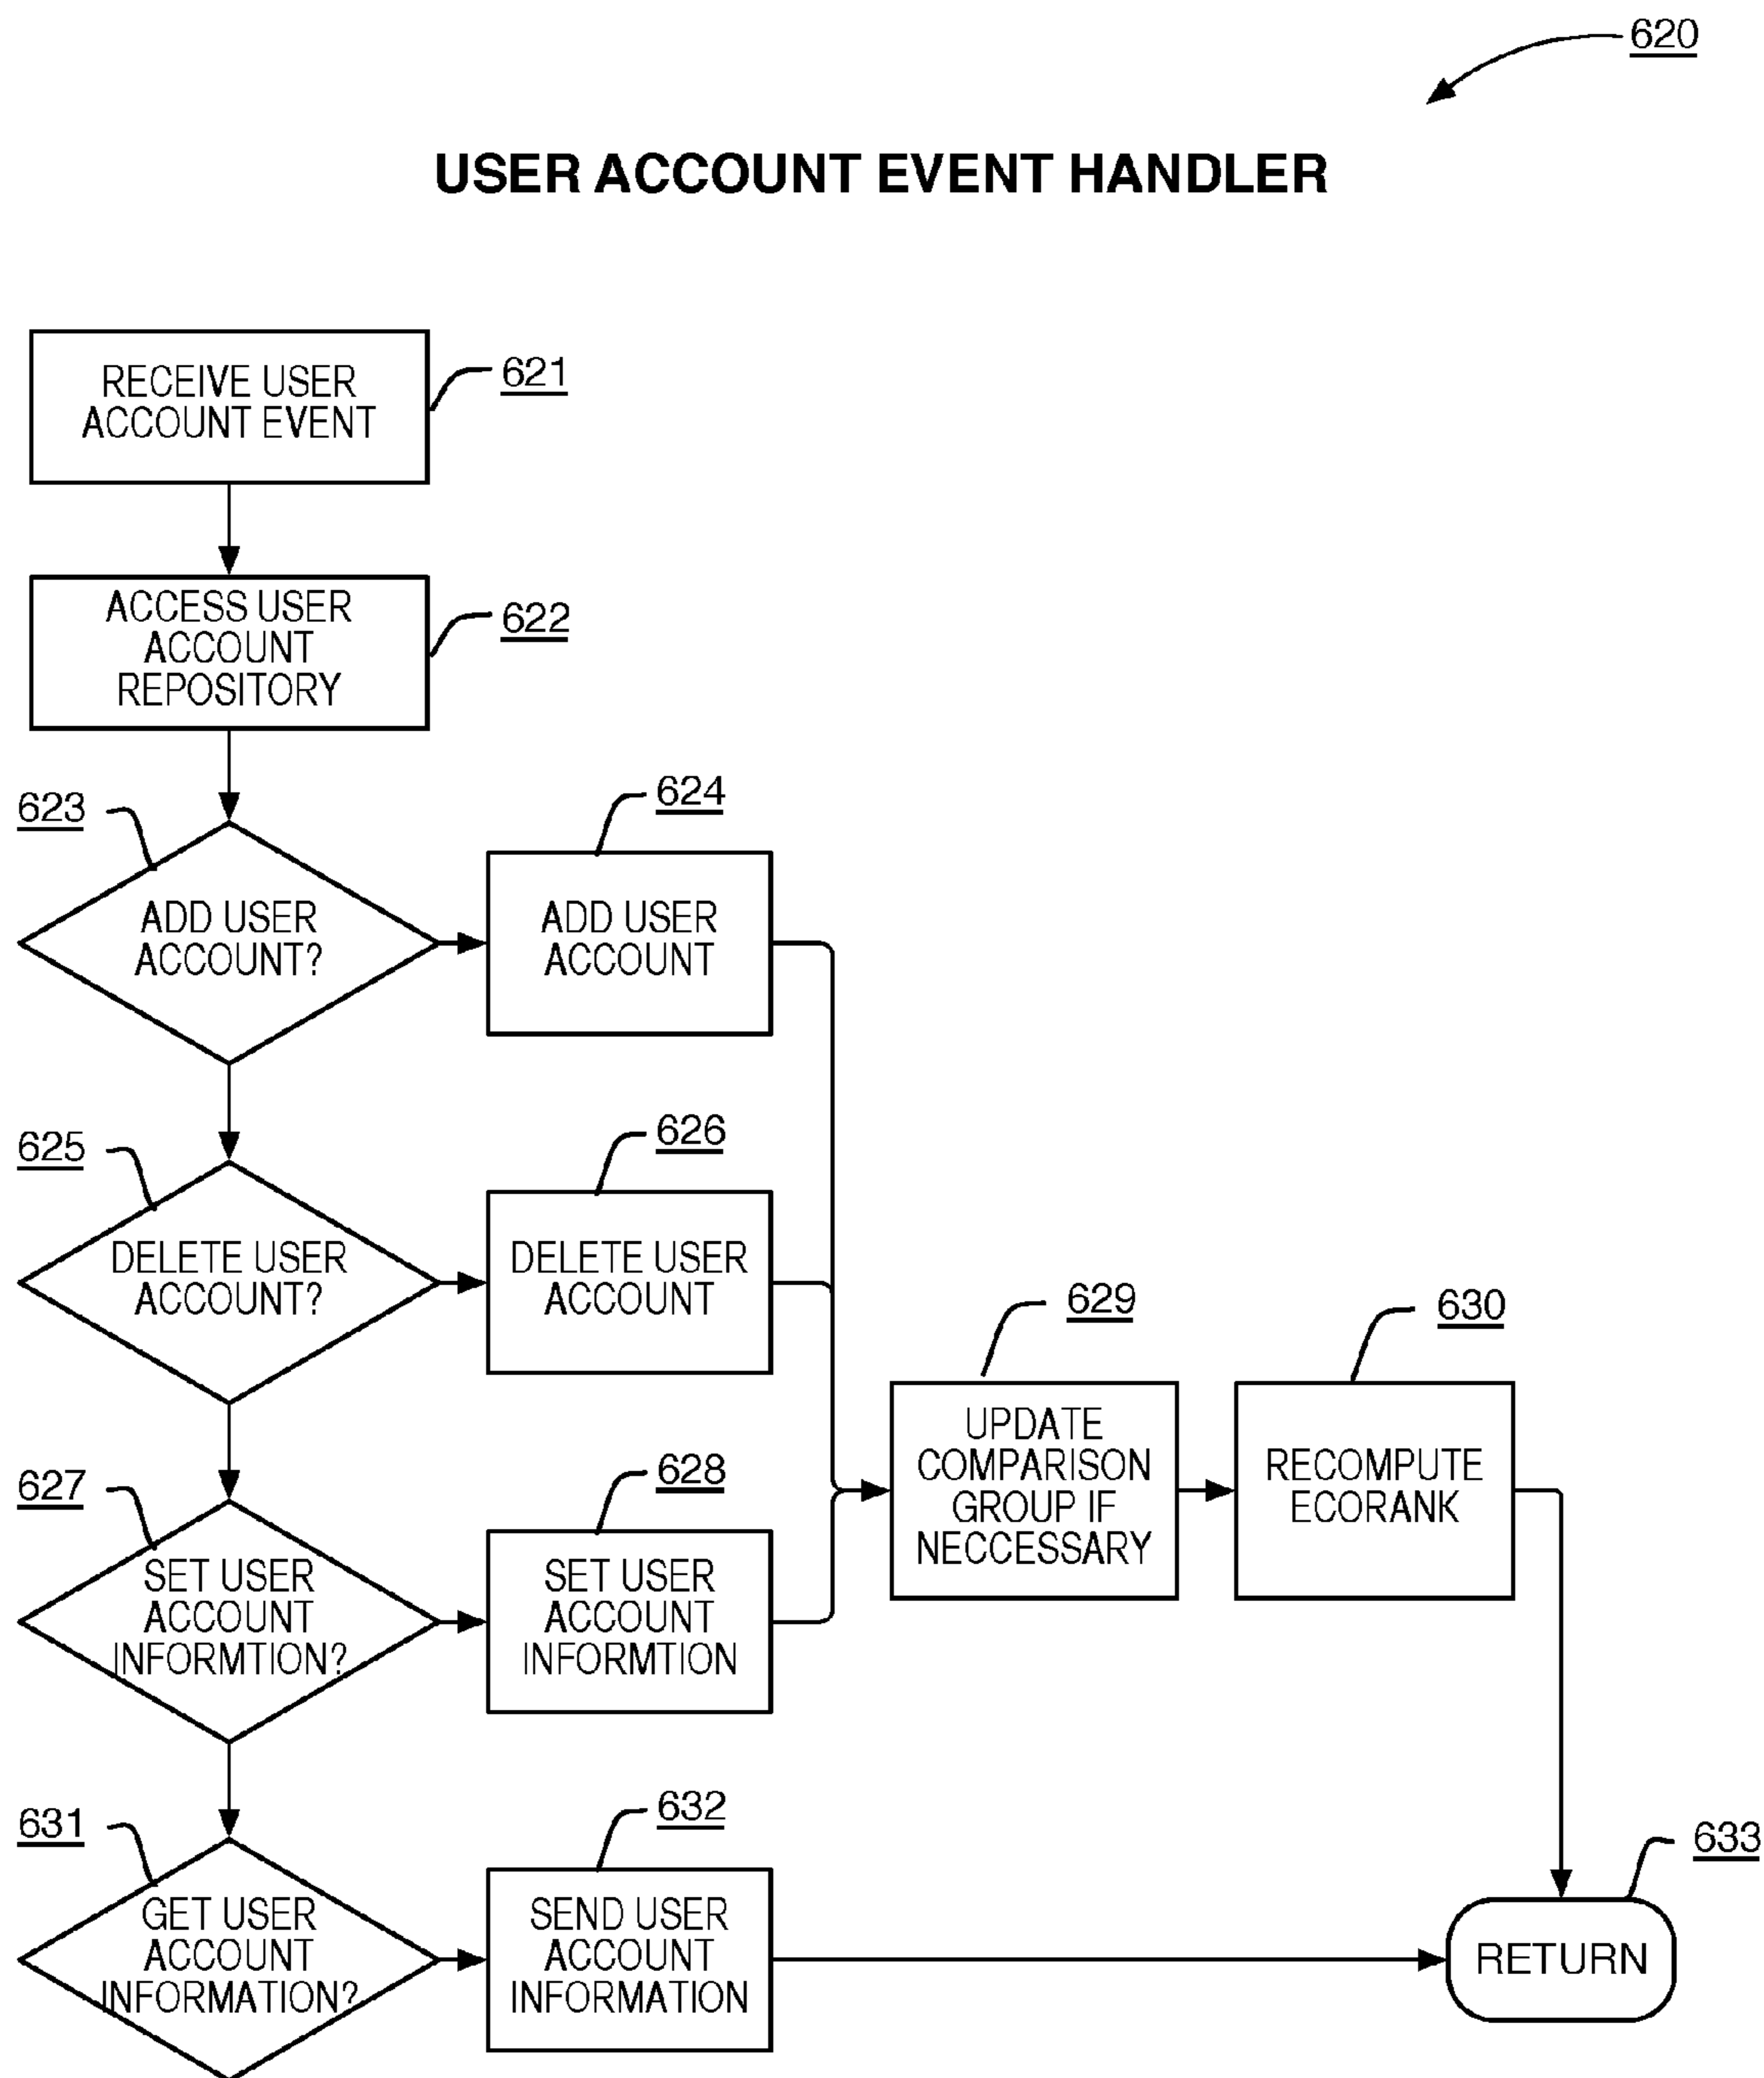 620
USER ACCOUNT EVENT HANDLER
RECEIVE USER
ACCOUNT EVENT
621
ACCESS USER
ACCOUNT
REPOSITORY
622
623
ADD USER
ACCOUNT?
624
ADD USER
ACCOUNT
625
DELETE USER
ACCOUNT?
626
DELETE USER
ACCOUNT
627
SET USER
ACCOUNT
INFORMTION?
628
SET USER
ACCOUNT
INFORMTION
629
UPDATE
COMPARISON
GROUP IF
NECCESSARY
630
RECOMPUTE
ECORANK
631
GET USER
ACCOUNT
INFORMATION?
632
SEND USER
ACCOUNT
INFORMATION
633
RETURN